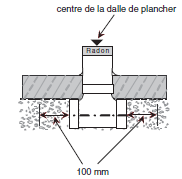 centre de la dalle de plancher
Radon
100 mm